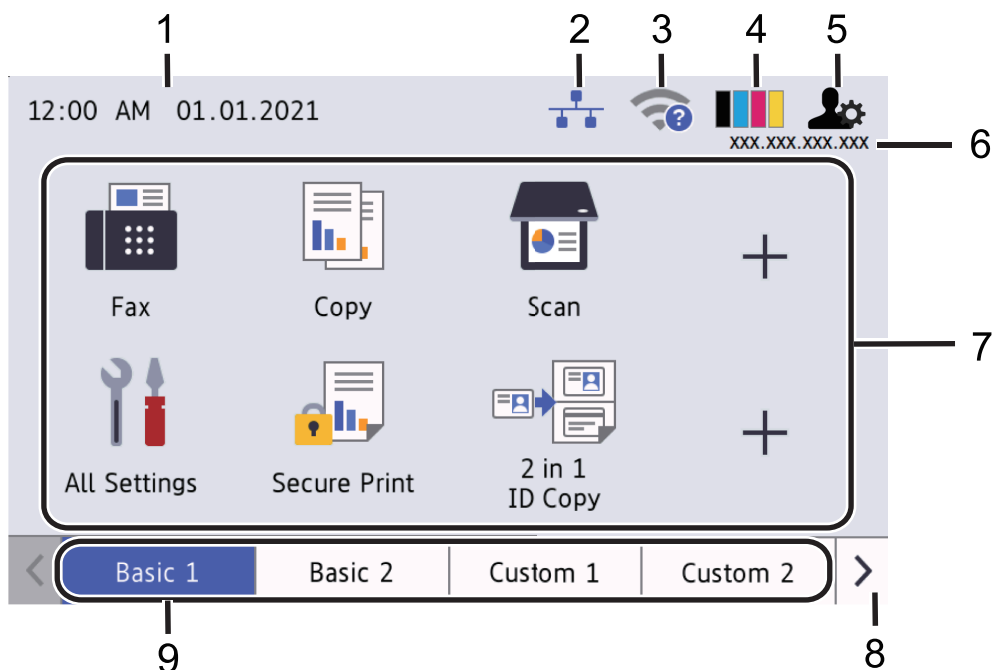 1
2
3
4
5
12:00 AM 01.01.2021
?
XXX.XXX.XXX.XXX
6
Fax
Copy
Scan
7
All Settings
Secure Print
2 in 1
ID Copy
Basic 1
Basic 2
Custom 1
Custom 2
8
9